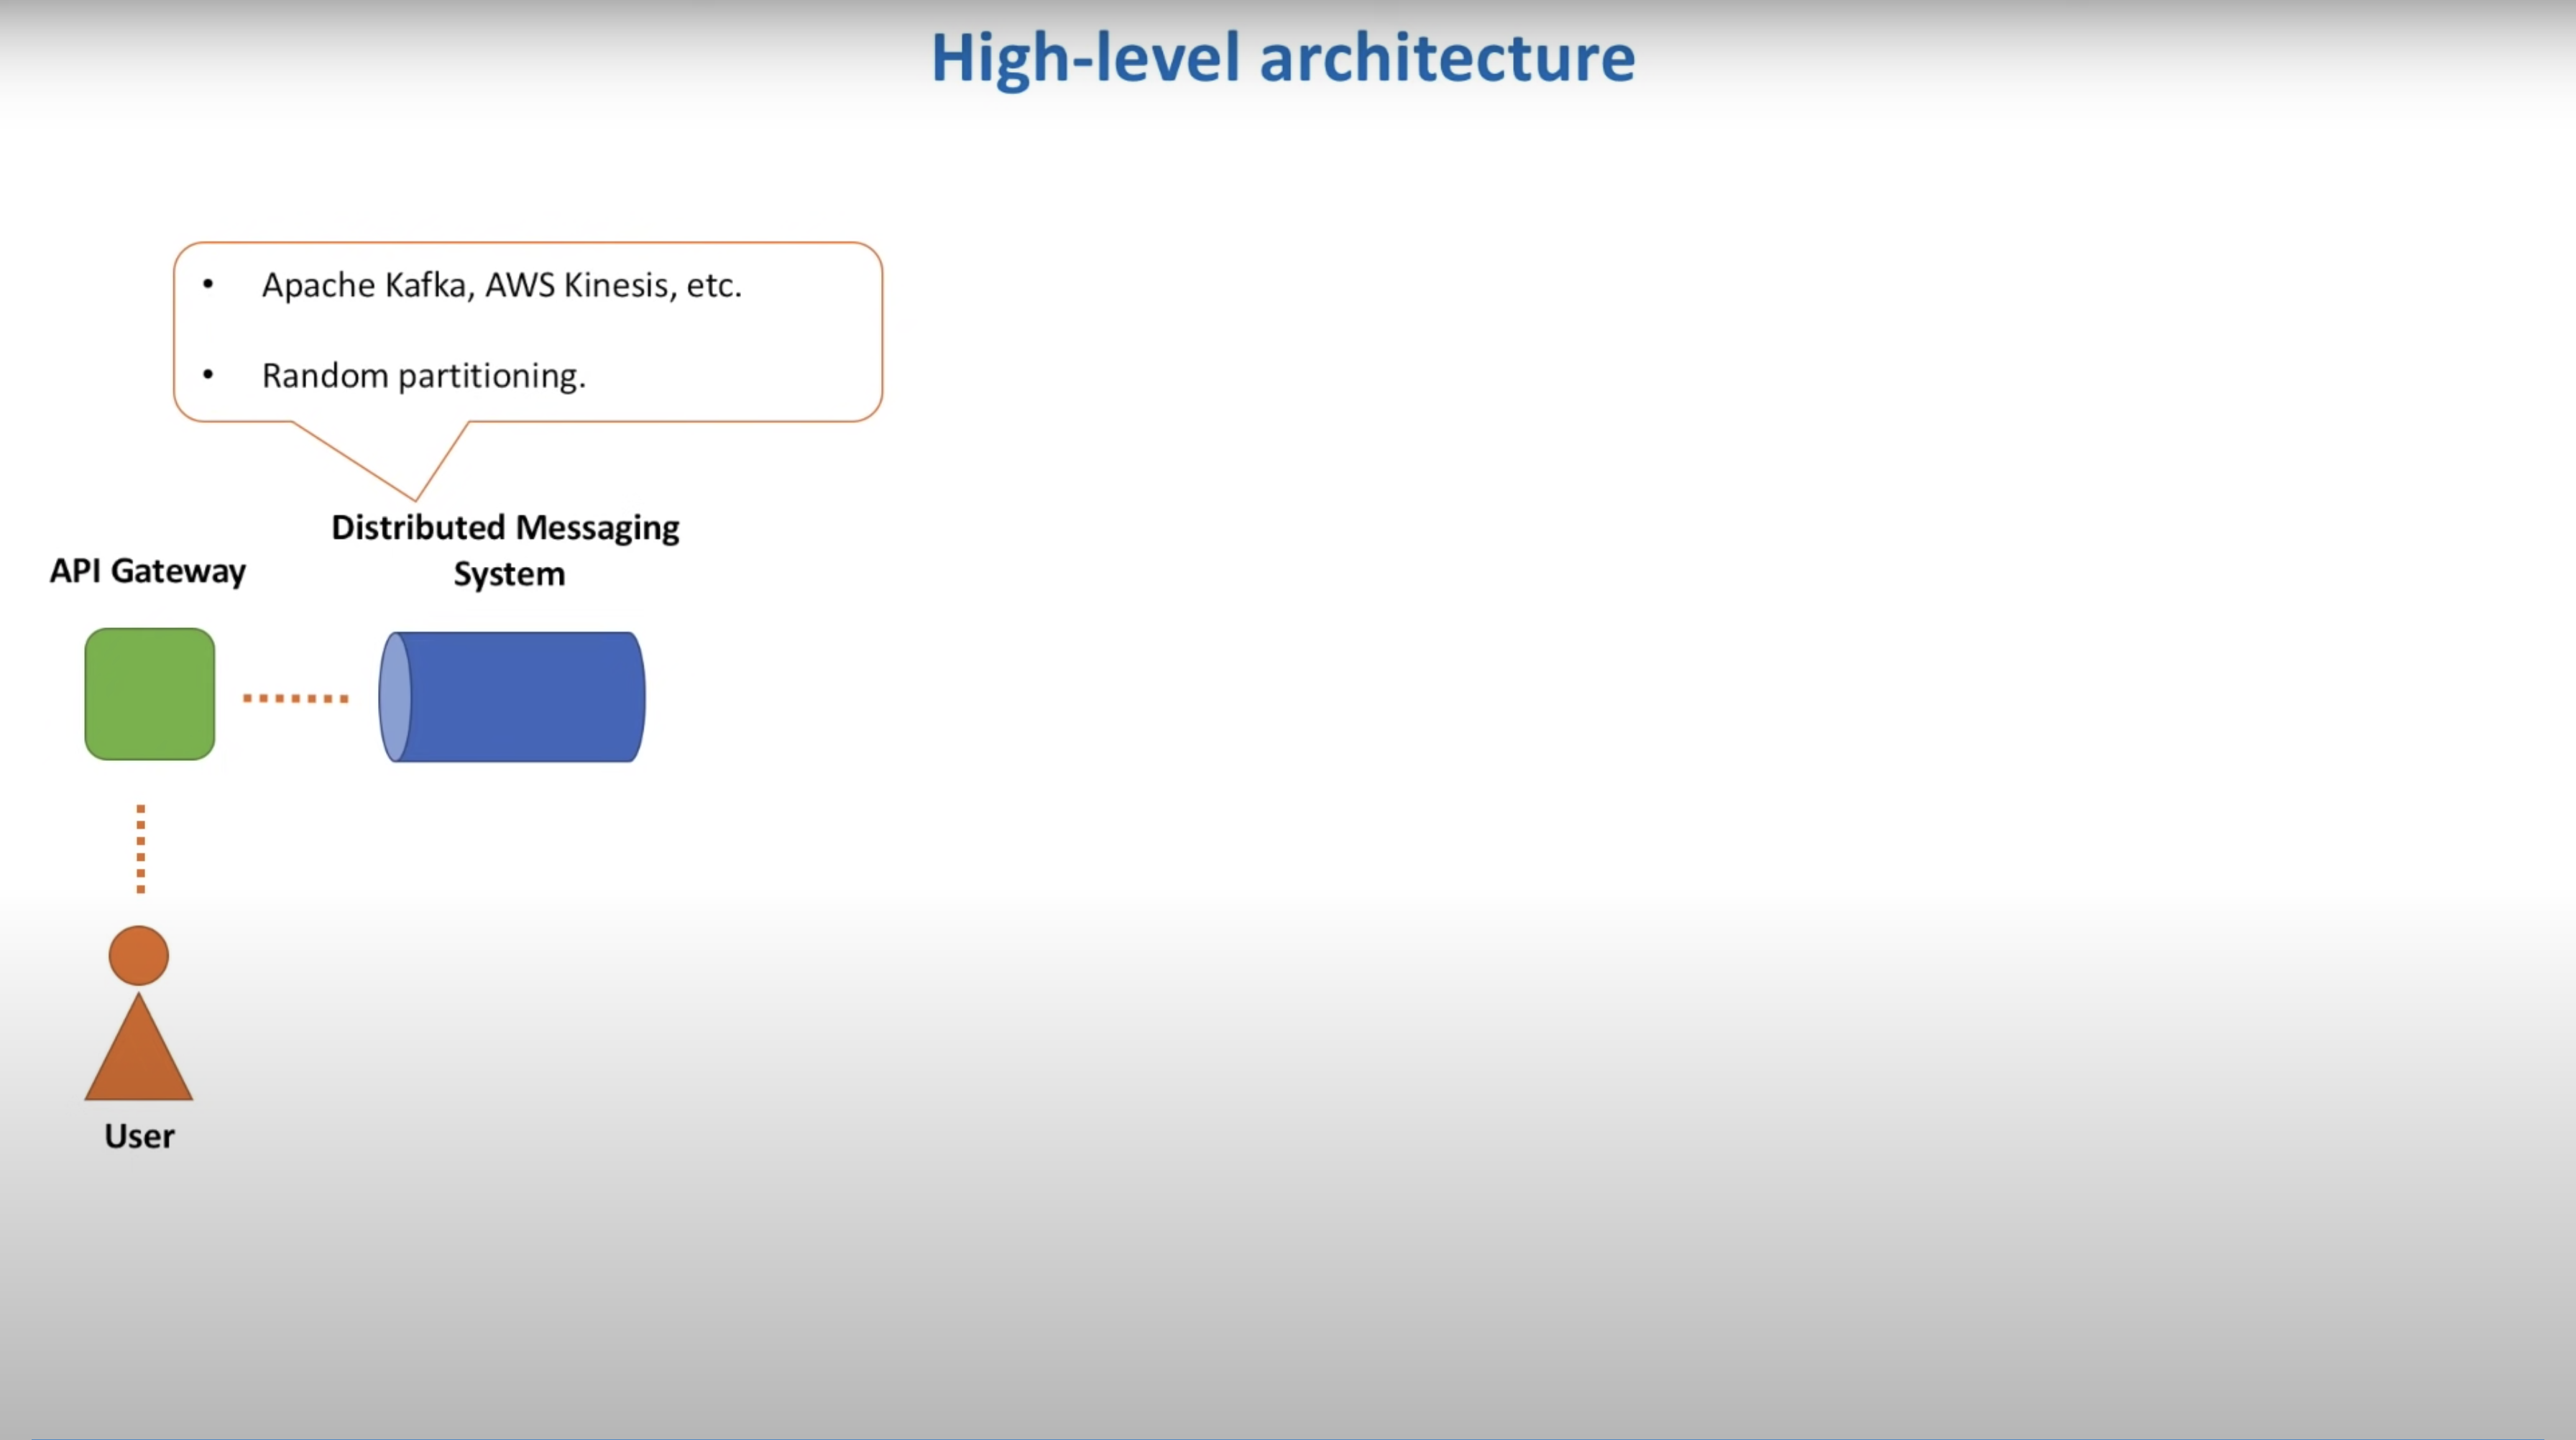 High-level architecture
• Apache Kafka, AWS Kinesis, etc.
• Random partitioning.
Distributed Messaging
System
API Gateway
User